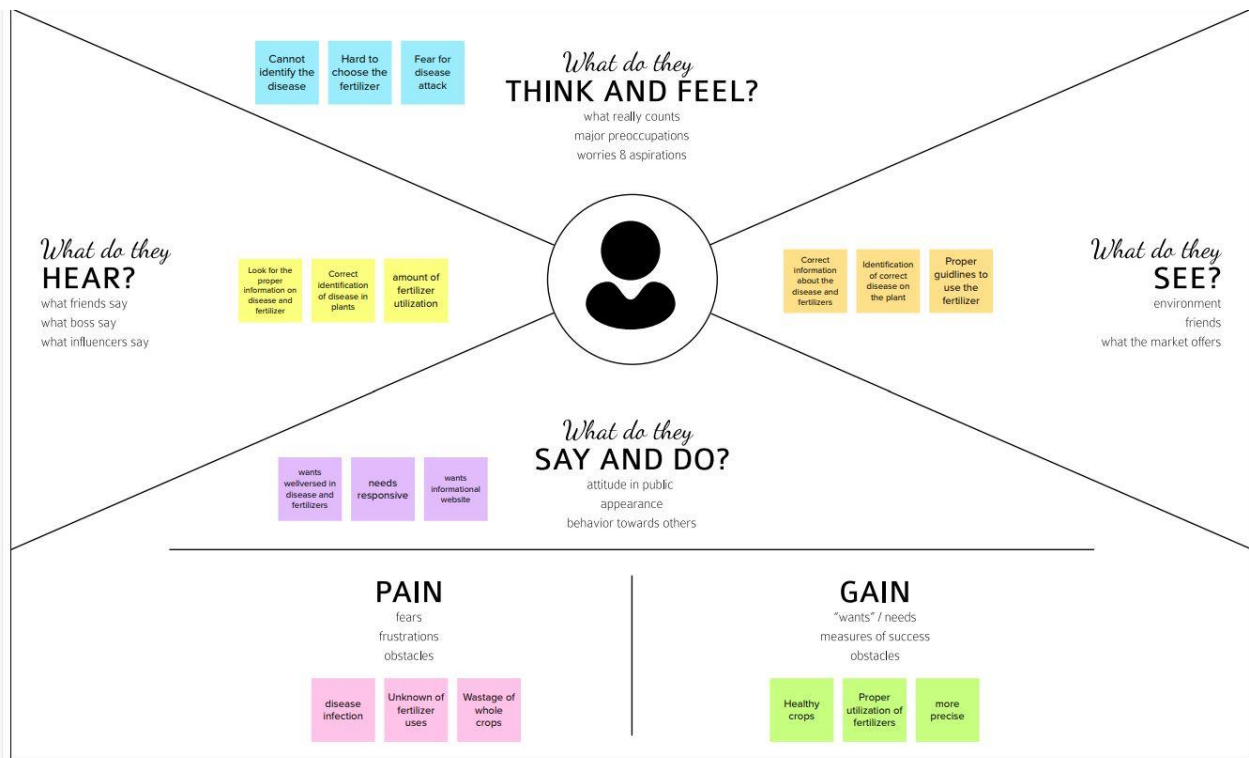 Cannot
identify the
disease
Hard to
choose the
fertilizer
Fear for
disease
attack
What do they
THINK AND FEEL?
what really counts
major preoccupations
worries & aspirations
What do they
HEAR?
what friends say
what boss say
what influencers say
Look for the
proper
information on
disease and
fertilizer
Correct
identification
of disease in
plants
amount of
fertilizer
utilization
Correct
information
about the
disease and
fertilizers
Identification
of correct
disease on
the plant
Proper
guidlines to
use the
fertilizer
What do they
SEE?
environment
friends
what the market offers
wants
wellversed in
disease and
fertilizers
needs
responsive
wants
informational
website
What do they
SAY AND DO?
attitude in public
appearance
behavior towards others
PAIN
fears
frustrations
obstacles
disease
infection
Unknown of
fertilizer
uses
Wastage of
whole
crops
GAIN
"wants" / needs
measures of success
obstacles
Healthy
crops
Proper
utilization of
fertilizers
more
precise